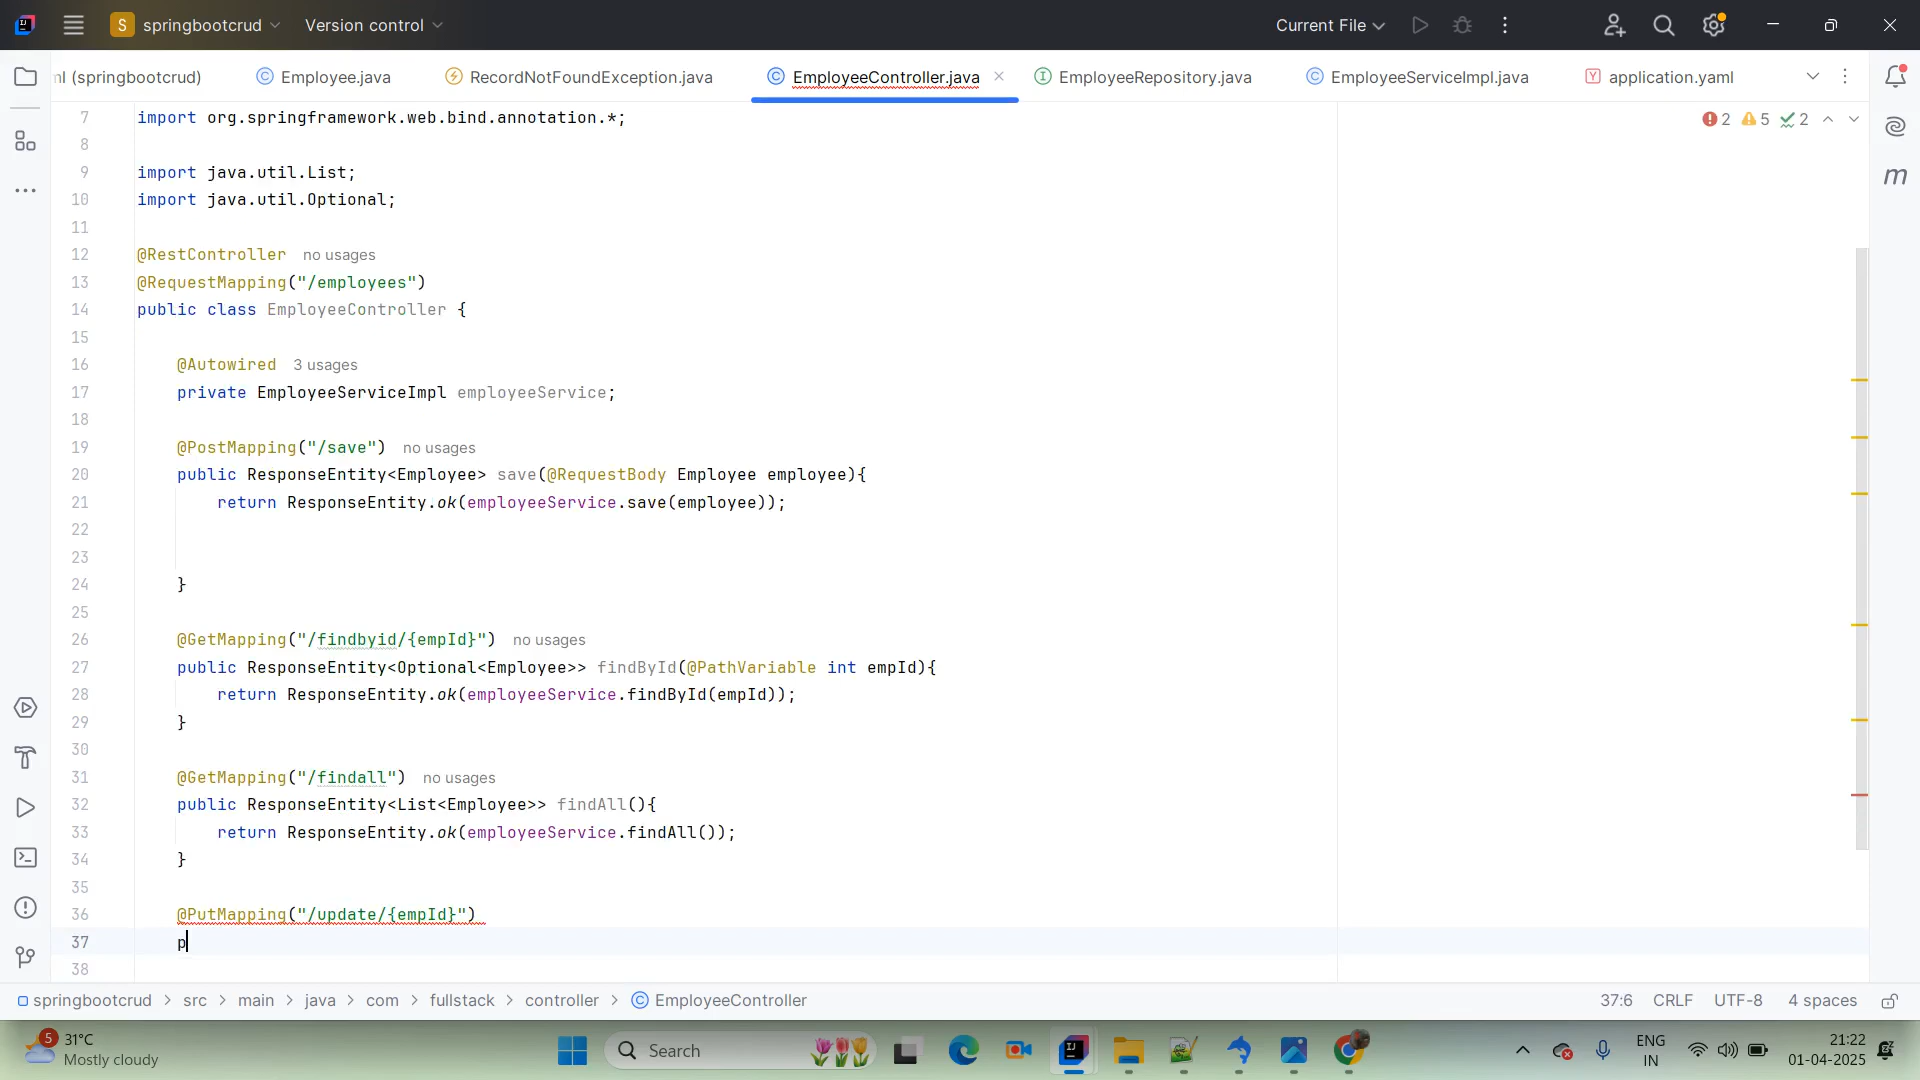 S springbootcrud Version control Current File
ml (springbootcrud) Employee.java RecordNotFoundException.java EmployeeController.java EmployeeRepository.java EmployeeServiceImpl.java application.yaml
7 import org.springframework.web.bind.annotation.*; 2 5 2
8
9 import java.util.List;
10 import java.util.Optional;
11
12 @RestController no usages
13 @RequestMapping("/employees")
14 public class EmployeeController {
15
16 @Autowired 3 usages
17 private EmployeeServiceImpl employeeService;
18
19 @PostMapping("/save") no usages
20 public ResponseEntity<Employee> save(@RequestBody Employee employee){
21 return ResponseEntity.ok(employeeService.save(employee));
22
23
24 }
25
26 @GetMapping("/findbyid/{empId}") no usages
27 public ResponseEntity<Optional<Employee>> findById(@PathVariable int empId){
28 return ResponseEntity.ok(employeeService.findById(empId));
29 }
30
31 @GetMapping("/findall") no usages
32 public ResponseEntity<List<Employee>> findAll(){
33 return ResponseEntity.ok(employeeService.findAll());
34 }
35
36 @PutMapping("/update/{empId}")
37 p
38
springbootcrud > src > main > java > com > fullstack > controller > EmployeeController 37:6 CRLF UTF-8 4 spaces
5 31°C
Mostly cloudy
Search
ENG
IN
21:22
01-04-2025